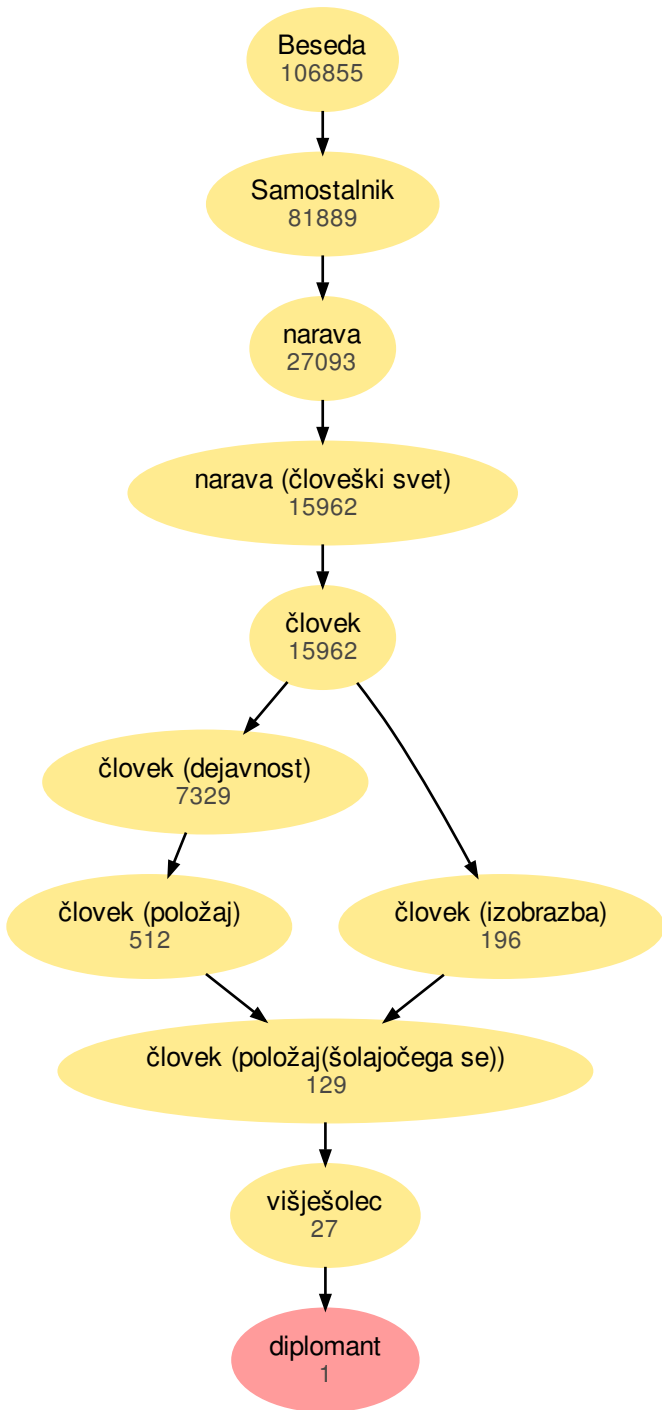 Beseda
106855
Samostalnik
81889
narava
27093
narava (človeški svet)
15962
človek
15962
človek (dejavnost)
7329
človek (položaj)
512
človek (izobrazba)
196
človek (položaj(šolajočega se))
129
višješolec
27
diplomant
1